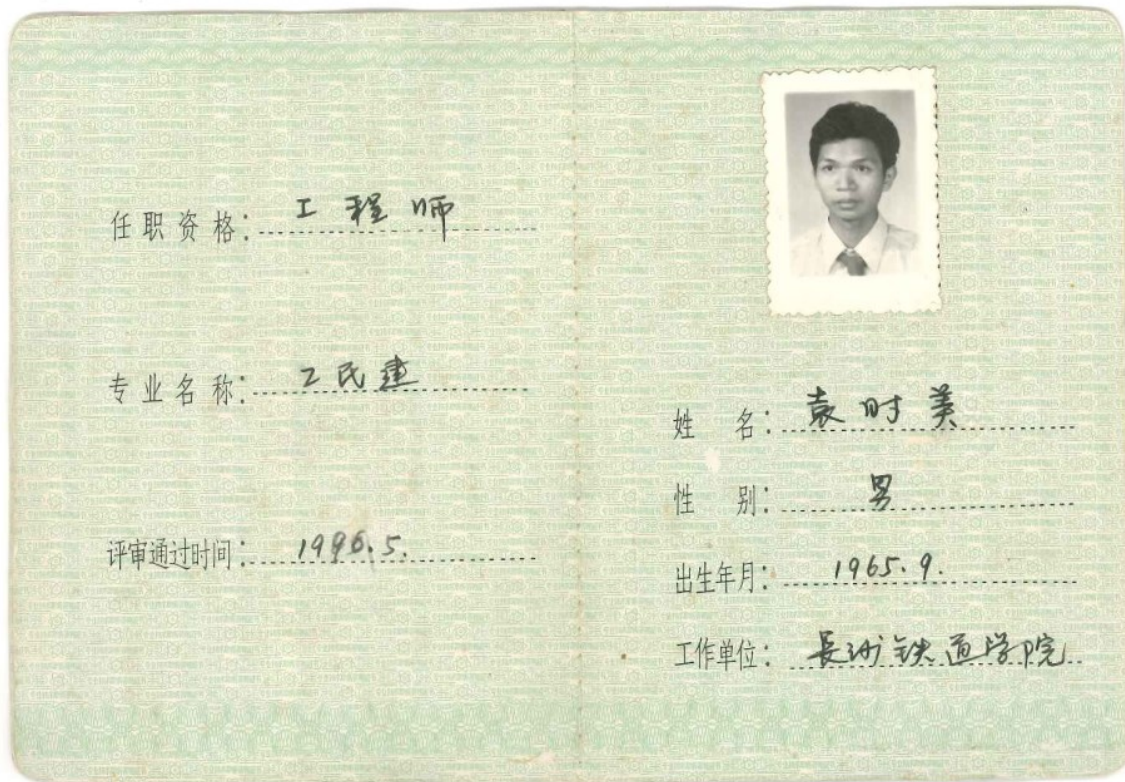 任职资格: 工程师
专业名称: 工民建
评审通过时间: 1996.5.
姓名: 袁时美
性别: 男
出生年月: 1965.9.
工作单位: 長沙铁道学院